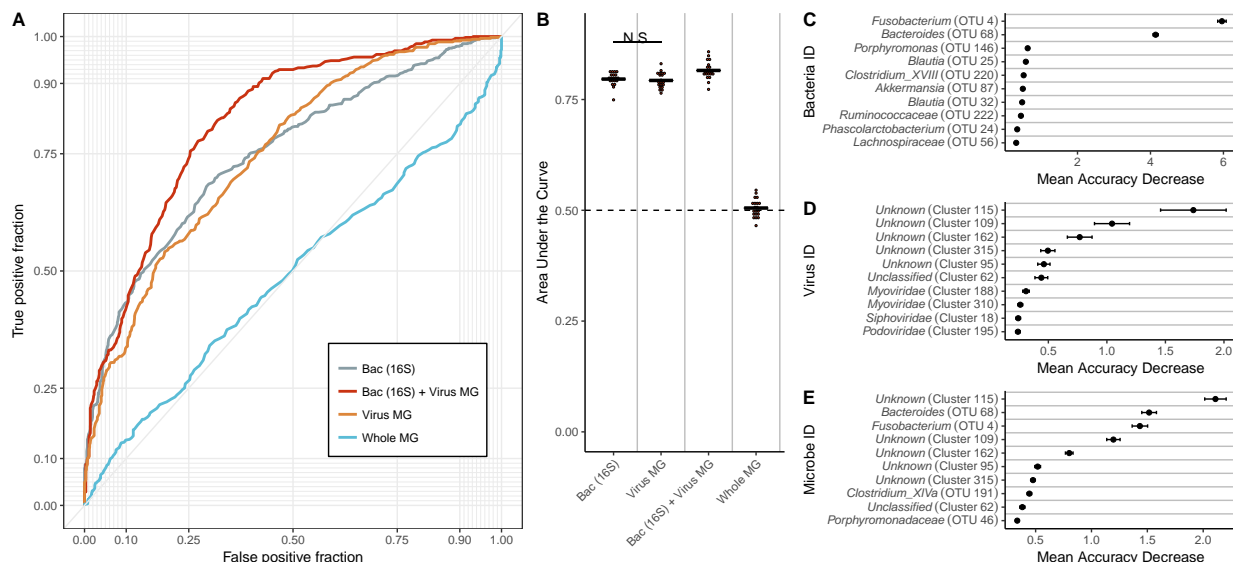 A
1.00
0.90
0.75
0.50
0.25
0.10
0.00
True positive fraction
0.00
0.10
0.25
0.50
0.75
0.90
1.00
False positive fraction
Bac (16S)
Bac (16S) + Virus MG
Virus MG
Whole MG
B
N.S.
0.75
0.50
0.25
0.00
Area Under the Curve
Bac (16S)
Virus MG
Bac (16S) + Virus MG
Whole MG
C
Bacteria ID
Fusobacterium (OTU 4)
Bacteroides (OTU 68)
Porphyromonas (OTU 146)
Blautia (OTU 25)
Clostridium_XVIII (OTU 220)
Akkermansia (OTU 87)
Blautia (OTU 32)
Ruminococcaceae (OTU 222)
Phascolarctobacterium (OTU 24)
Lachnospiraceae (OTU 56)
2
4
6
Mean Accuracy Decrease
D
Virus ID
Unknown (Cluster 115)
Unknown (Cluster 109)
Unknown (Cluster 162)
Unknown (Cluster 315)
Unknown (Cluster 95)
Unclassified (Cluster 62)
Myoviridae (Cluster 188)
Myoviridae (Cluster 310)
Siphoviridae (Cluster 18)
Podoviridae (Cluster 195)
0.5
1.0
1.5
2.0
Mean Accuracy Decrease
E
Microbe ID
Unknown (Cluster 115)
Bacteroides (OTU 68)
Fusobacterium (OTU 4)
Unknown (Cluster 109)
Unknown (Cluster 162)
Unknown (Cluster 95)
Unknown (Cluster 315)
Clostridium_XIVa (OTU 191)
Unclassified (Cluster 62)
Porphyromonadaceae (OTU 46)
0.5
1.0
1.5
2.0
Mean Accuracy Decrease